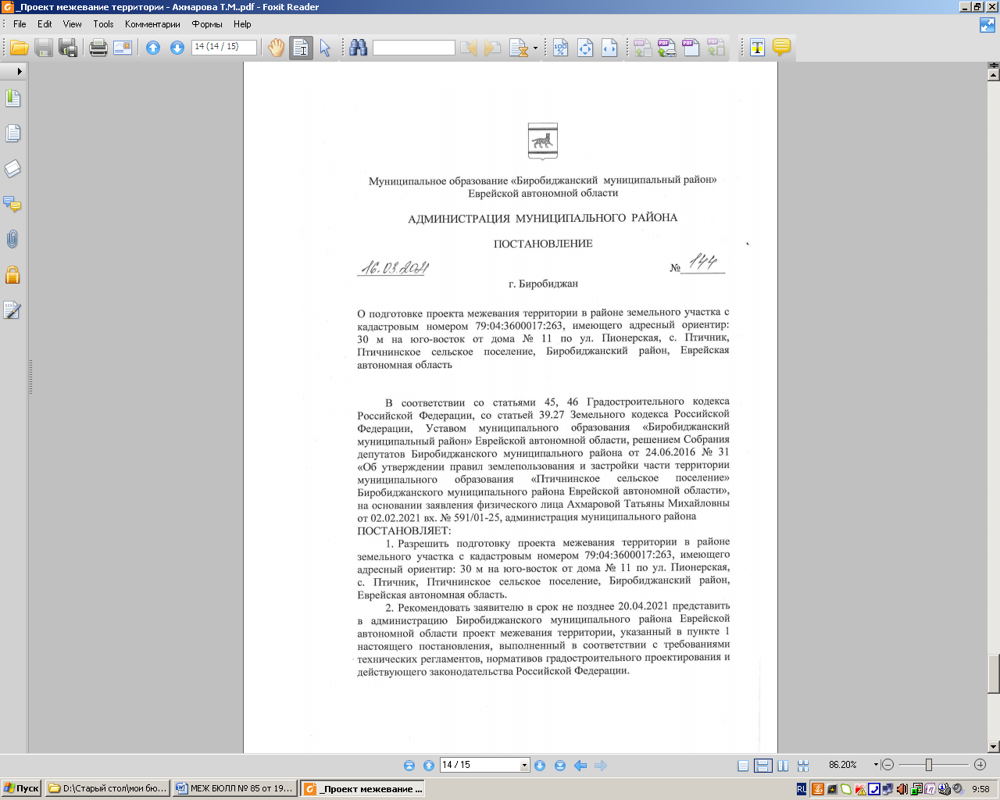 _Проект межевание территории - Ахмарова Т.М..pdf - Foxit Reader
File Edit View Tools Комментарии Формы Help
14 (14 / 15)
Муниципальное образование «Биробиджанский муниципальный район»
Еврейской автономной области
АДМИНИСТРАЦИЯ МУНИЦИПАЛЬНОГО РАЙОНА
ПОСТАНОВЛЕНИЕ
16.03.2021 № 144
г. Биробиджан
О подготовке проекта межевания территории в районе земельного участка с
кадастровым номером 79:04:3600017:263, имеющего адресный ориентир:
30 м на юго-восток от дома № 11 по ул. Пионерская, с. Птичник,
Птичнинское сельское поселение, Биробиджанский район, Еврейская
автономная область
В соответствии со статьями 45, 46 Градостроительного кодекса
Российской Федерации, со статьей 39.27 Земельного кодекса Российской
Федерации, Уставом муниципального образования «Биробиджанский
муниципальный район» Еврейской автономной области, решением Собрания
депутатов Биробиджанского муниципального района от 24.06.2016 № 31
«Об утверждении правил землепользования и застройки части территории
муниципального образования «Птичнинское сельское поселение»
Биробиджанского муниципального района Еврейской автономной области»,
на основании заявления физического лица Ахмаровой Татьяны Михайловны
от 02.02.2021 вх. № 591/01-25, администрация муниципального района
ПОСТАНОВЛЯЕТ:
1. Разрешить подготовку проекта межевания территории в районе
земельного участка с кадастровым номером 79:04:3600017:263, имеющего
адресный ориентир: 30 м на юго-восток от дома № 11 по ул. Пионерская,
с. Птичник, Птичнинское сельское поселение, Биробиджанский район,
Еврейская автономная область.
2. Рекомендовать заявителю в срок не позднее 20.04.2021 представить
в администрацию Биробиджанского муниципального района Еврейской
автономной области проект межевания территории, указанный в пункте 1
настоящего постановления, выполненный в соответствии с требованиями
технических регламентов, нормативов градостроительного проектирования и
действующего законодательства Российской Федерации.
14 / 15 86.20%
Пуск D:\Старый стол\мои бю... МЕЖ БЮЛЛ № 85 от 19... _Проект межевание ... RU 9:58